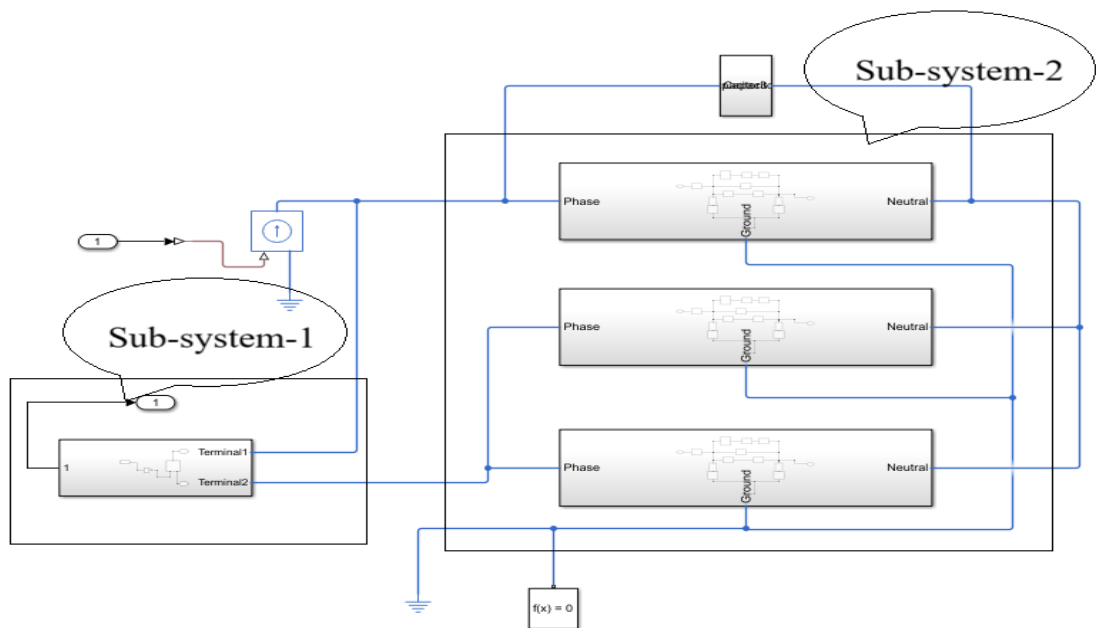 Sub-system-2
Phase
Neutral
Ground
1
Sub-system-1
Phase
Neutral
Ground
1
Terminal1
1
Terminal2
Phase
Neutral
Ground
f(x) = 0